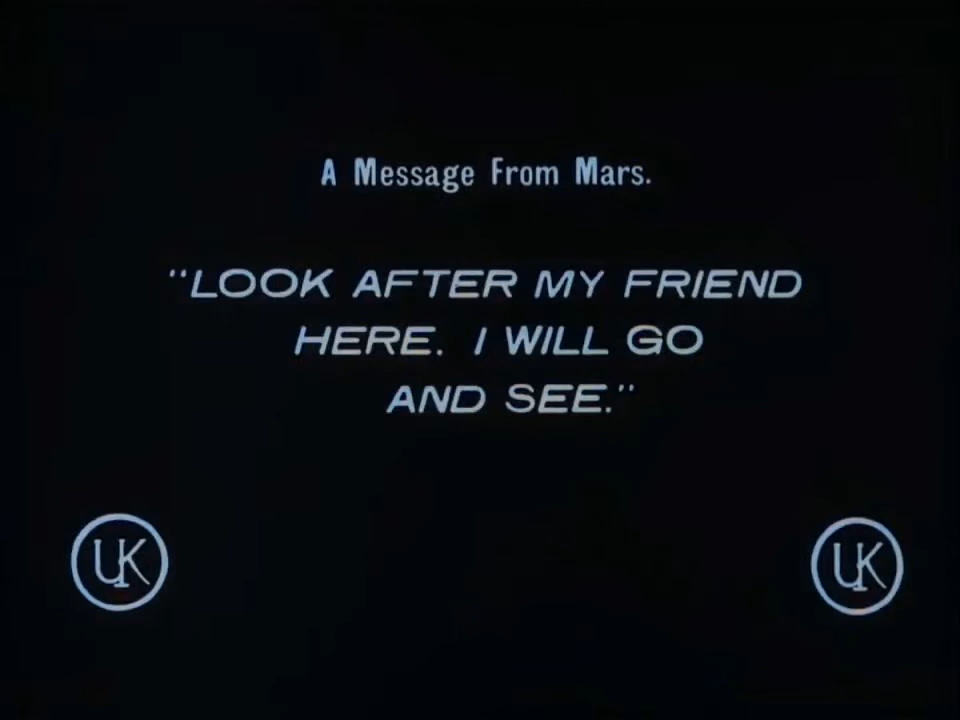 A Message From Mars.
"LOOK AFTER MY FRIEND
HERE. I WILL GO
AND SEE."
UK UK